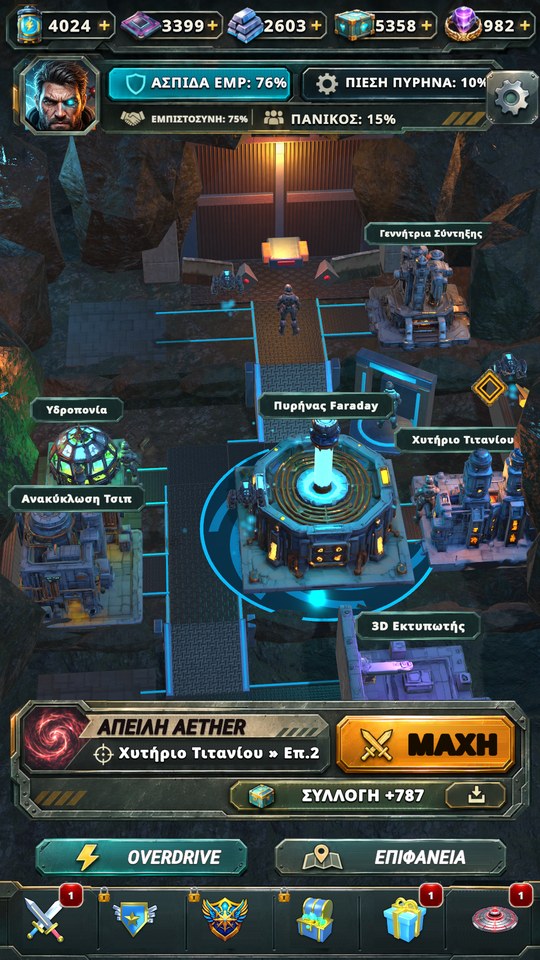 4024 + 3399 + 2603 + 5358 + 982 +
ΑΣΠΙΔΑ EMP: 76% ΠΙΕΣΗ ΠΥΡΗΝΑ: 10%
ΕΜΠΙΣΤΟΣΥΝΗ: 75% ΠΑΝΙΚΟΣ: 15%
Γεννήτρια Σύντηξης
Υδροπονία
Πυρήνας Faraday
Χυτήριο Τιτανίου
Ανακύκλωση Τσιπ
3D Εκτυπωτής
ΑΠΕΙΛΗ AETHER
Χυτήριο Τιτανίου » Επ.2
ΜΑΧΗ
ΣΥΛΛΟΓΗ +787
OVERDRIVE
ΕΠΙΦΑΝΕΙΑ
1 1 1